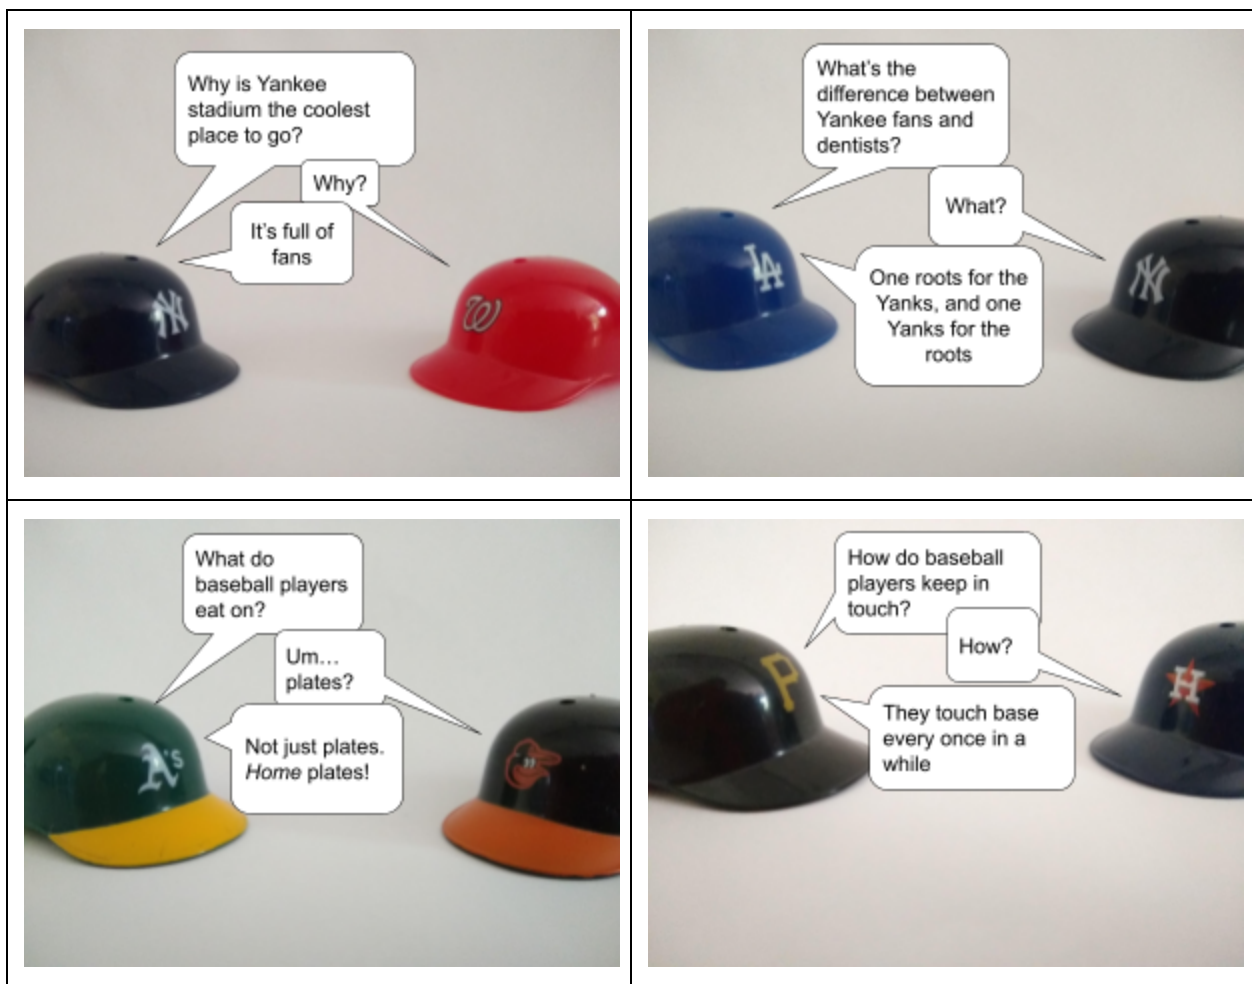 Why is Yankee
stadium the coolest
place to go?
Why?
It's full of
fans
NY
W
What's the
difference between
Yankee fans and
dentists?
What?
One roots for the
Yanks, and one
Yanks for the
roots
LA
NY
What do
baseball players
eat on?
Um...
plates?
Not just plates.
Home plates!
A's
How do baseball
players keep in
touch?
How?
They touch base
every once in a
while
P
H